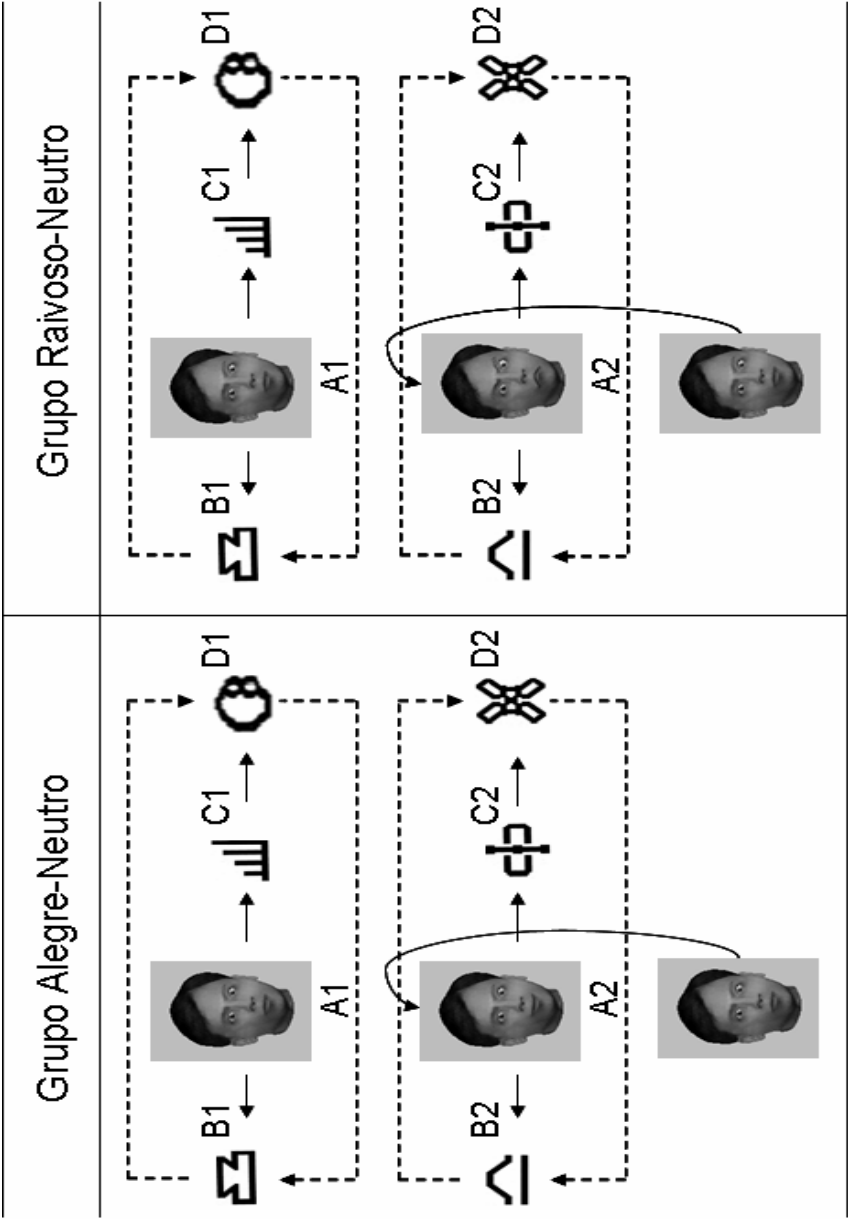 Grupo Alegre-Neutro
B1
C1
D1
A1
B2
C2
D2
A2
Grupo Raivoso-Neutro
B1
C1
D1
A1
B2
C2
D2
A2